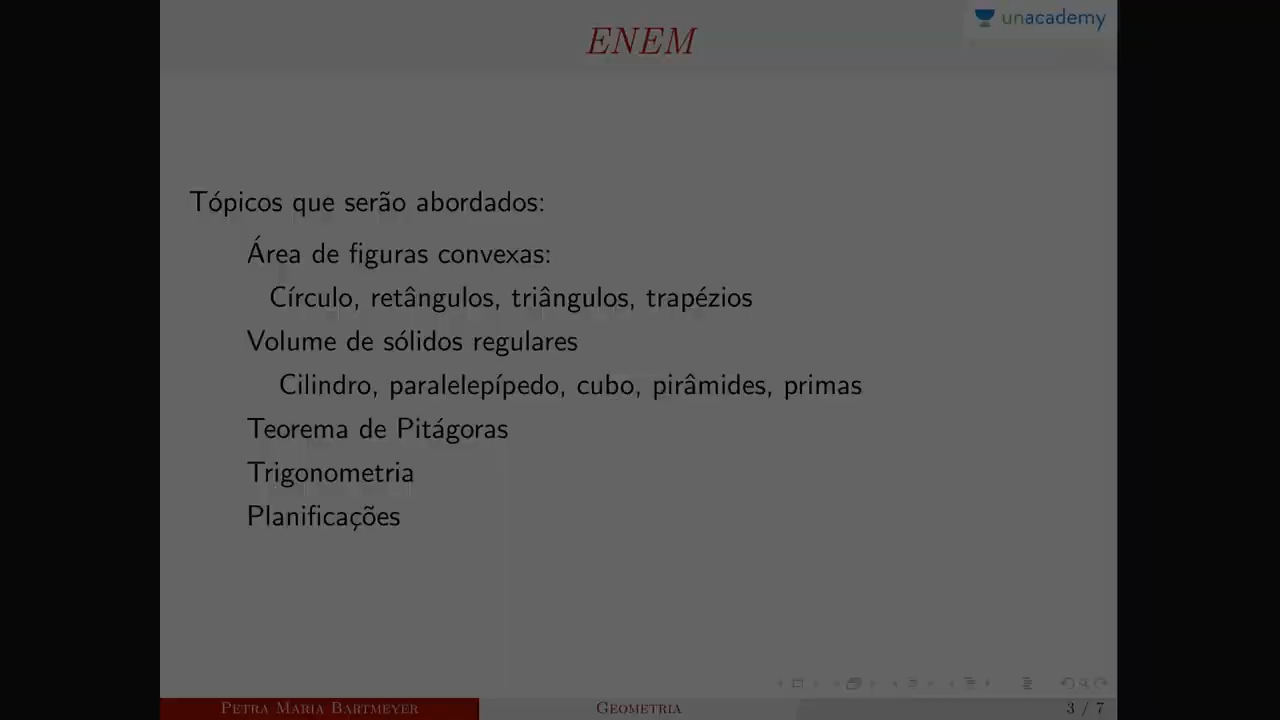 unacademy
ENEM
Tópicos que serão abordados:
Área de figuras convexas:
Círculo, retângulos, triângulos, trapézios
Volume de sólidos regulares
Cilindro, paralelepípedo, cubo, pirâmides, primas
Teorema de Pitágoras
Trigonometria
Planificações
Petra Maria Bartmeyer
Geometria
3 / 7